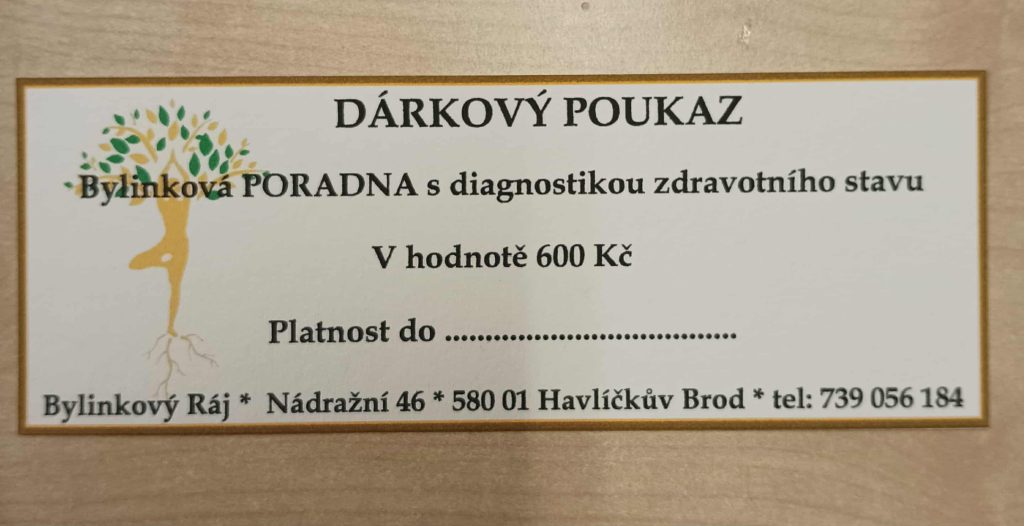 DÁRKOVÝ POUKAZ
Bylinková PORADNA s diagnostikou zdravotního stavu
V hodnotě 600 Kč
Platnost do ....................................
Bylinkový Ráj * Nádražní 46 * 580 01 Havlíčkův Brod * tel: 739 056 184